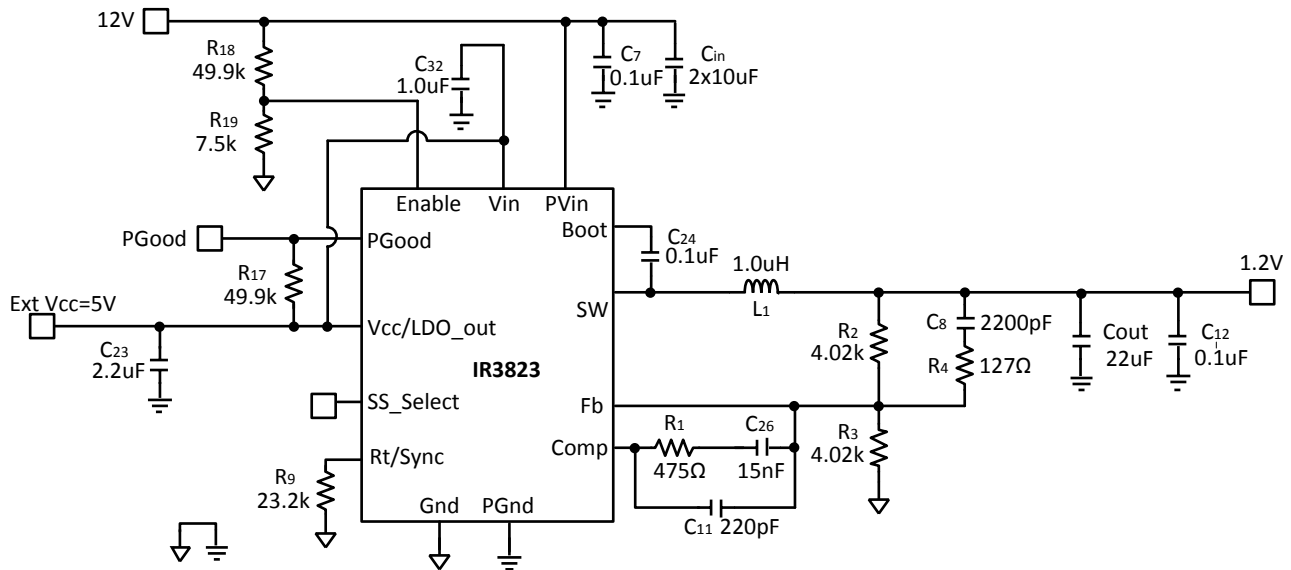 12V
R18
49.9k
C32
1.0uF
C7
0.1uF
Cin
2x10uF
R19
7.5k
Enable
Vin
PVin
Boot
PGood
PGood
C24
0.1uF
R17
49.9k
1.0uH
1.2V
Ext Vcc=5V
SW
L1
Vcc/LDO_out
C8
2200pF
R2
4.02k
Cout
22uF
C12
0.1uF
C23
2.2uF
R4
127Ω
IR3823
SS_Select
Fb
R1
C26
R3
4.02k
Comp
Rt/Sync
475Ω
15nF
R9
23.2k
Gnd
PGnd
C11
220pF